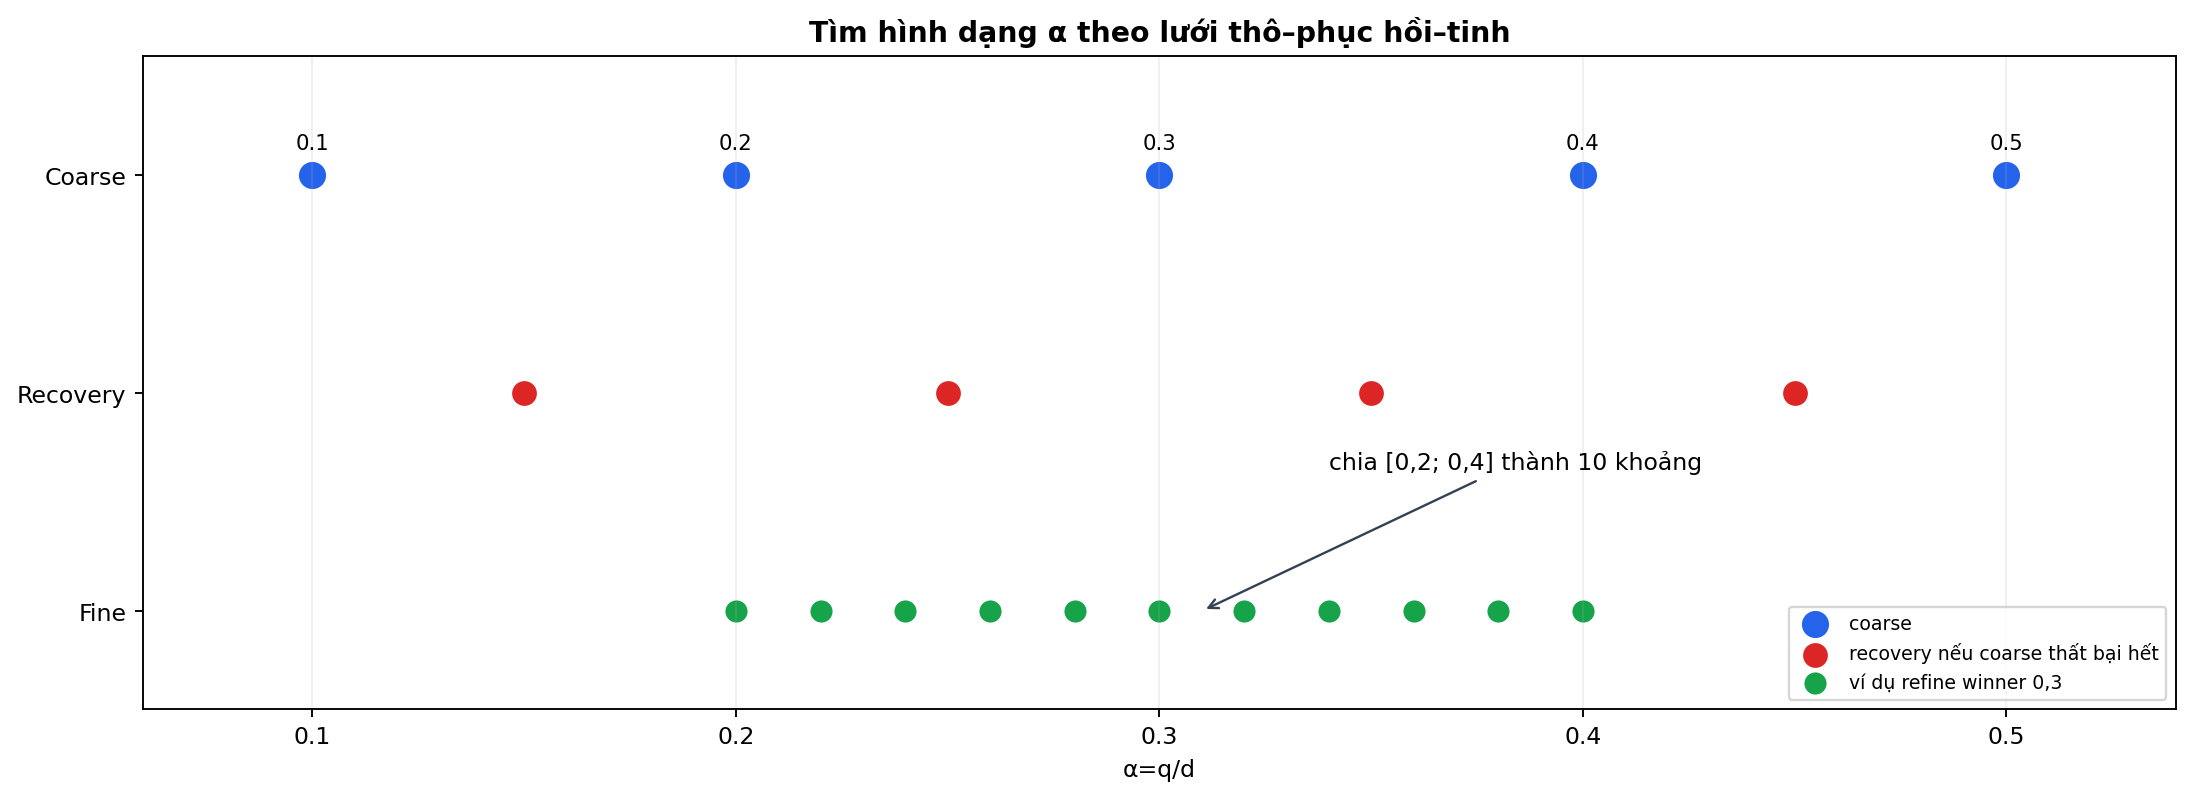 Tìm hình dạng α theo lưới thô–phục hồi–tinh
0.1 0.2 0.3 0.4 0.5
Coarse
Recovery
chia [0,2; 0,4] thành 10 khoảng
Fine
coarse
recovery nếu coarse thất bại hết
ví dụ refine winner 0,3
0.1 0.2 0.3 0.4 0.5
α=q/d